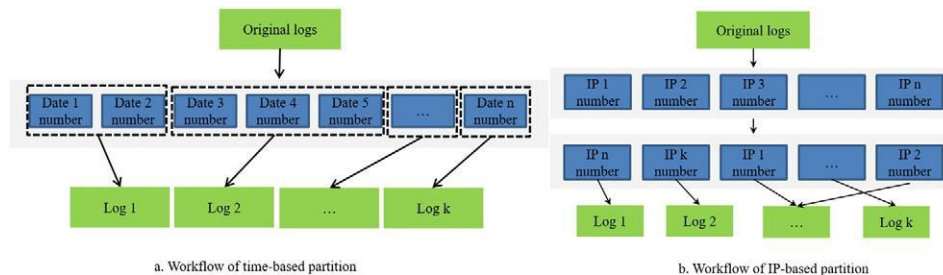 Original logs
Date 1
number
Date 2
number
Date 3
number
Date 4
number
Date 5
number
...
Date n
number
Log 1
Log 2
...
Log k
a. Workflow of time-based partition
Original logs
IP 1
number
IP 2
number
IP 3
number
...
IP n
number
IP n
number
IP k
number
IP 1
number
...
IP 2
number
Log 1
Log 2
...
Log k
b. Workflow of IP-based partition